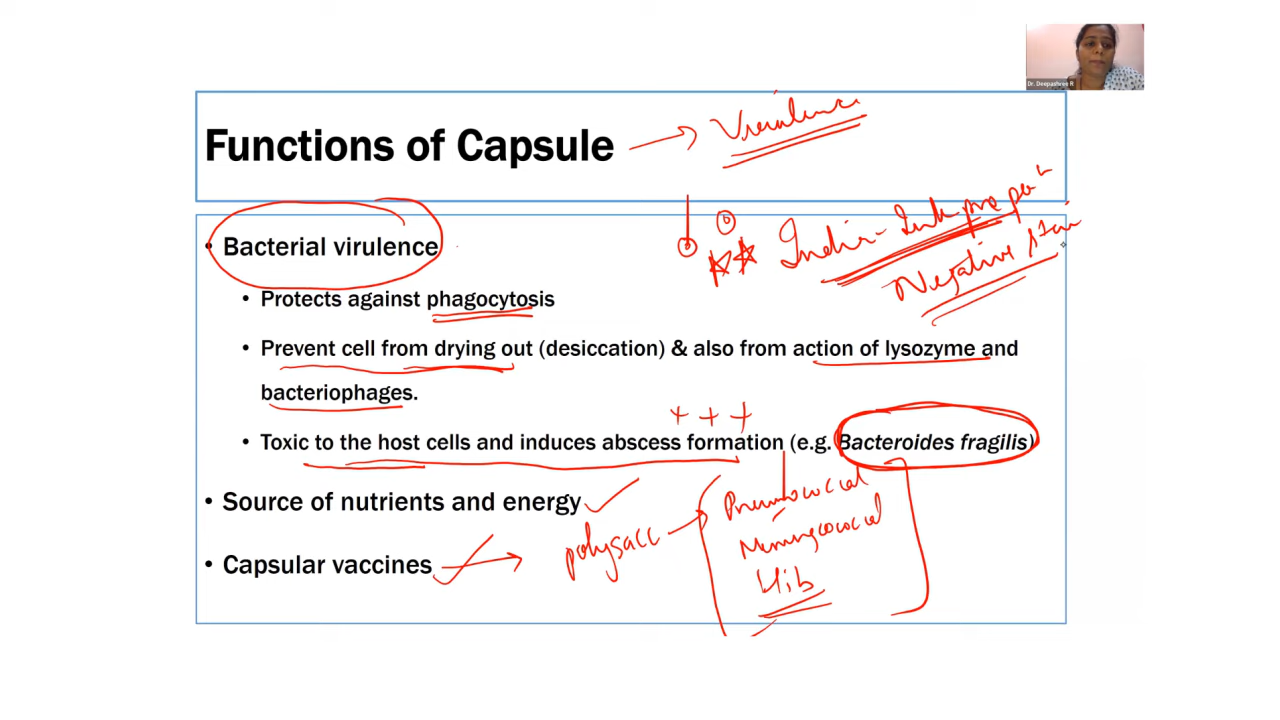 Dr. Deepashree R
Functions of Capsule → Virulence
• Bacterial virulence
India-Ink
Negative stain
• Protects against phagocytosis
• Prevent cell from drying out (desiccation) & also from action of lysozyme and
bacteriophages.
+ + +
• Toxic to the host cells and induces abscess formation (e.g. Bacteroides fragilis)
• Source of nutrients and energy
Pneumococcal
polysacc →
Meningococcal
• Capsular vaccines →
Hib